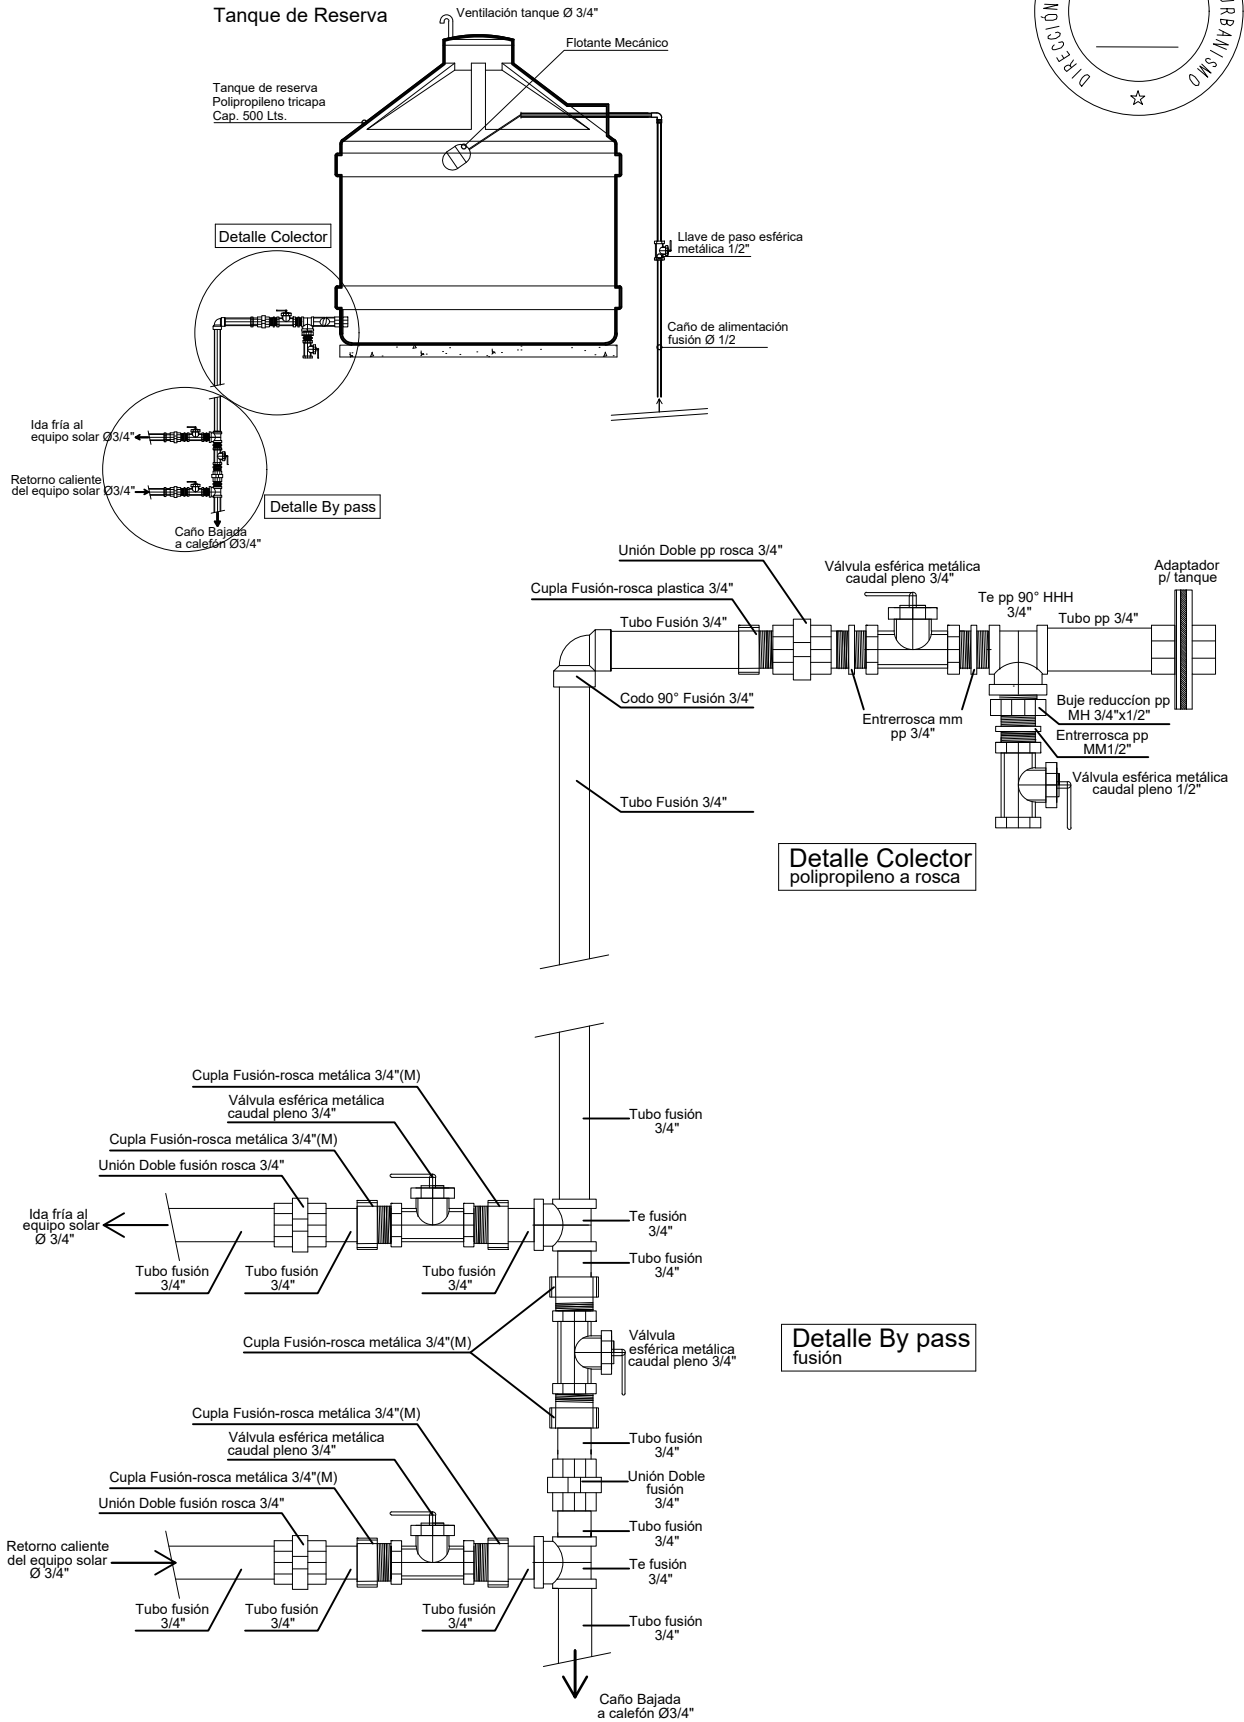 Tanque de Reserva
Ventilación tanque Ø 3/4"
Flotante Mecánico
Tanque de reserva
Polipropileno tricapa
Cap. 500 Lts.
URBANISMO
Detalle Colector
Llave de paso esférica
metálica 1/2"
Caño de alimentación
fusión Ø 1/2
Ida fría al
equipo solar Ø3/4"
Retorno caliente
del equipo solar Ø3/4"
Detalle By pass
Caño Bajada
a calefón Ø3/4"
Unión Doble pp rosca 3/4"
Cupla Fusión-rosca plastica 3/4"
Tubo Fusión 3/4"
Válvula esférica metálica
caudal pleno 3/4"
Te pp 90° HHH
3/4"
Tubo pp 3/4"
Adaptador
p/ tanque
Codo 90° Fusión 3/4"
Entrerrosca mm
pp 3/4"
Buje reduccíon pp
MH 3/4"x1/2"
Entrerrosca pp
MM1/2"
Válvula esférica metálica
caudal pleno 1/2"
Tubo Fusión 3/4"
Detalle Colector
polipropileno a rosca
Cupla Fusión-rosca metálica 3/4"(M)
Válvula esférica metálica
caudal pleno 3/4"
Cupla Fusión-rosca metálica 3/4"(M)
Unión Doble fusión rosca 3/4"
Tubo fusión
3/4"
Ida fría al
equipo solar
Ø 3/4"
Te fusión
3/4"
Tubo fusión
3/4"
Tubo fusión
3/4"
Tubo fusión
3/4"
Tubo fusión
3/4"
Cupla Fusión-rosca metálica 3/4"(M)
Válvula
esférica metálica
caudal pleno 3/4"
Detalle By pass
fusión
Cupla Fusión-rosca metálica 3/4"(M)
Válvula esférica metálica
caudal pleno 3/4"
Cupla Fusión-rosca metálica 3/4"(M)
Unión Doble fusión rosca 3/4"
Tubo fusión
3/4"
Unión Doble
fusión
3/4"
Tubo fusión
3/4"
Retorno caliente
del equipo solar
Ø 3/4"
Te fusión
3/4"
Tubo fusión
3/4"
Tubo fusión
3/4"
Tubo fusión
3/4"
Tubo fusión
3/4"
Caño Bajada
a calefón Ø3/4"